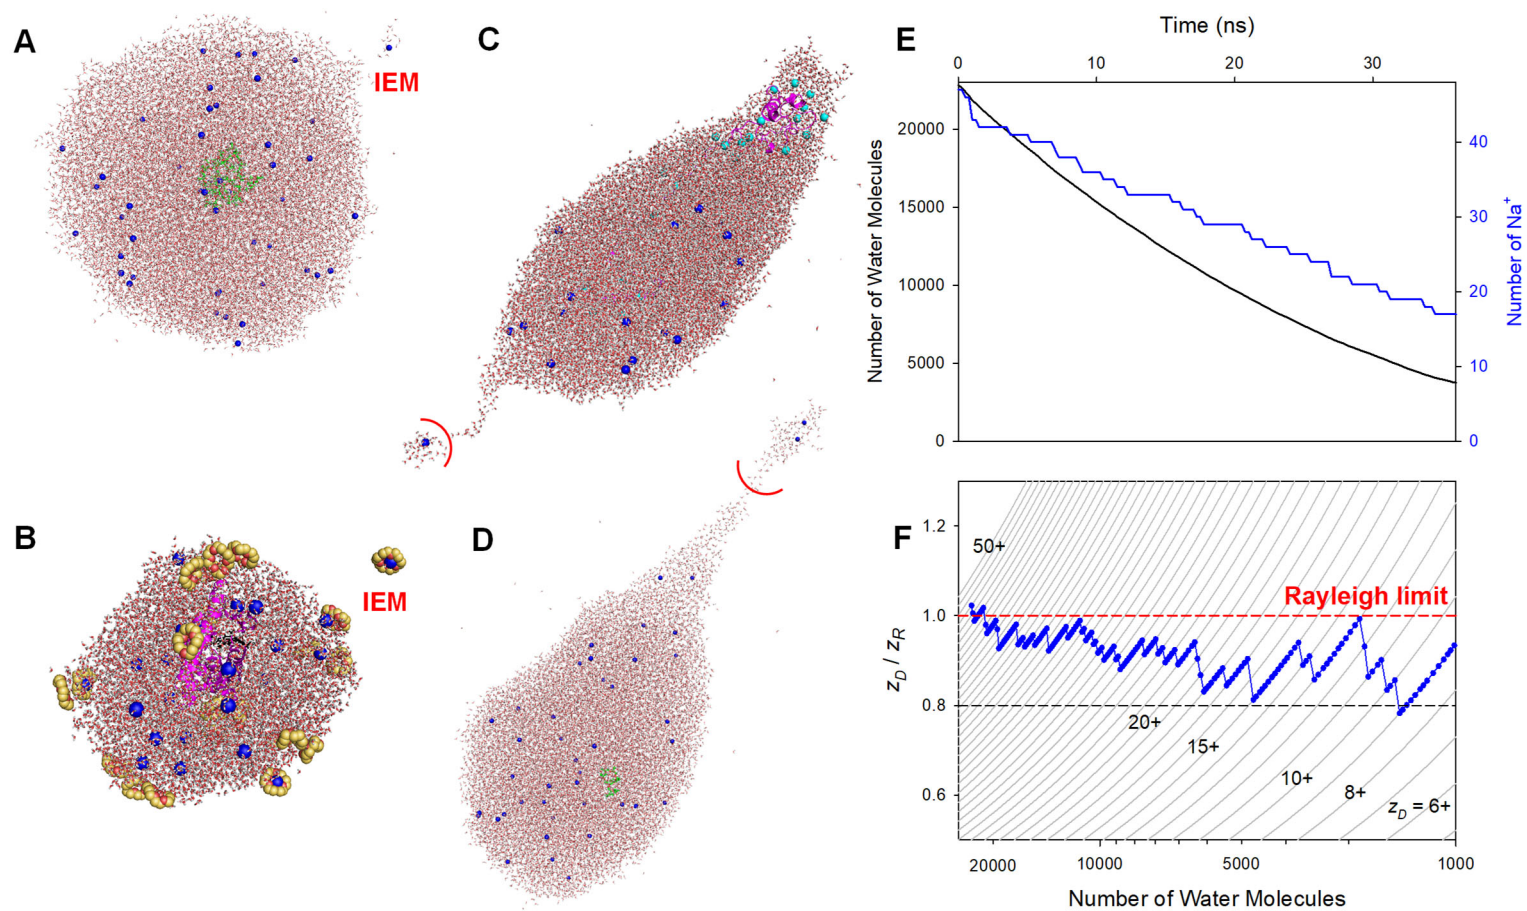 A
IEM
B
IEM
C
D
E
Time (ns)
0 10 20 30
20000
15000
10000
5000
0
Number of Water Molecules
40
30
20
10
0
Number of Na+
F
1.2
1.0
0.8
0.6
zD / zR
50+
Rayleigh limit
20+
15+
10+
8+
zD = 6+
20000 10000 5000 1000
Number of Water Molecules